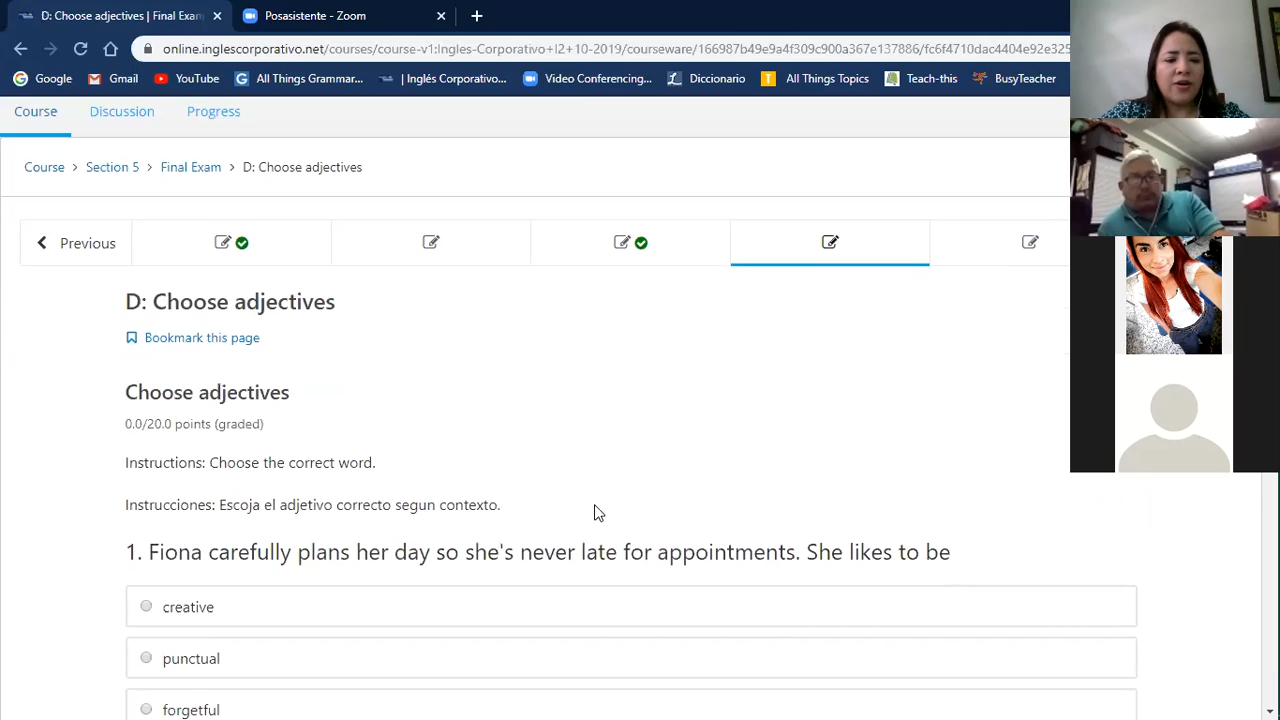 D: Choose adjectives | Final Exam
Posasistente - Zoom
online.inglescorporativo.net/courses/course-v1:Ingles-Corporativo+I2+10-2019/courseware/166987b49e9a4f309c900a367e137886/fc6f4710dac4404e92e325
Google
Gmail
YouTube
All Things Grammar...
| Inglés Corporativo...
Video Conferencing...
Diccionario
All Things Topics
Teach-this
BusyTeacher
Course
Discussion
Progress
Course > Section 5 > Final Exam > D: Choose adjectives
Previous
D: Choose adjectives
Bookmark this page
Choose adjectives
0.0/20.0 points (graded)
Instructions: Choose the correct word.
Instrucciones: Escoja el adjetivo correcto segun contexto.
1. Fiona carefully plans her day so she's never late for appointments. She likes to be
creative
punctual
forgetful